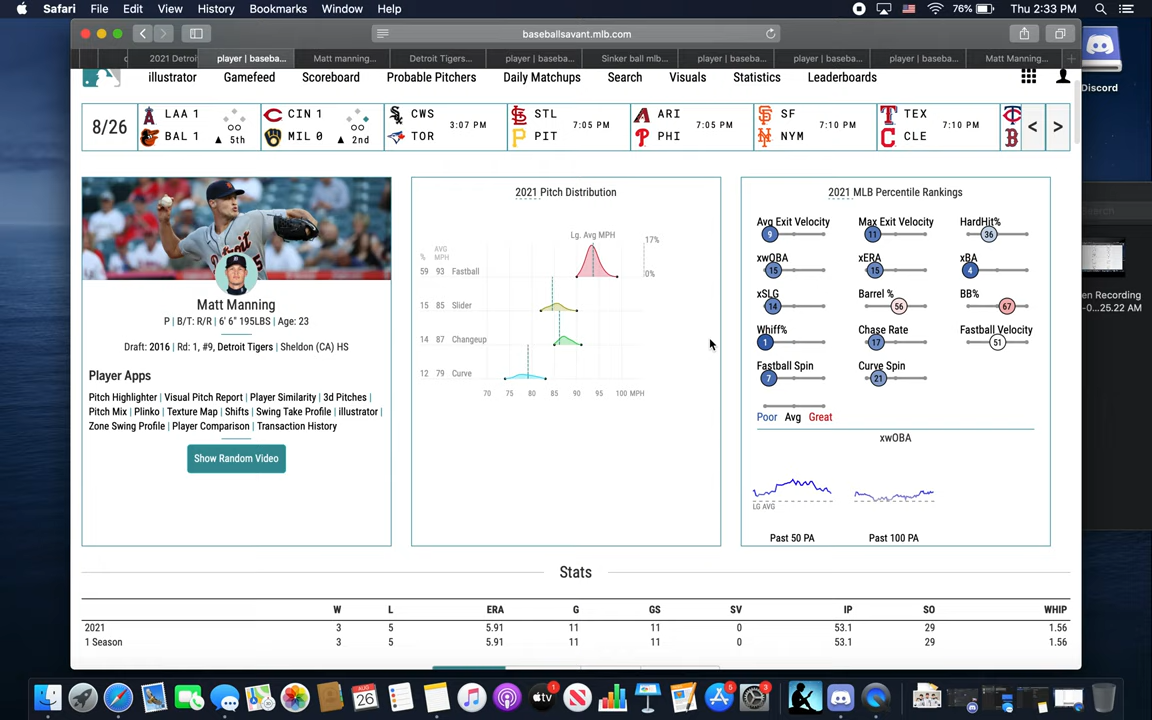 Safari File Edit View History Bookmarks Window Help 76% Thu 2:33 PM
baseballsavant.mlb.com
2021 Detroi player | baseba... Matt manning... Detroit Tigers... player | baseba... Sinker ball mlb... player | baseba... player | baseba... player | baseba... Matt Manning...
illustrator Gamefeed Scoreboard Probable Pitchers Daily Matchups Search Visuals Statistics Leaderboards
8/26
LAA 1
BAL 1 ▲ 5th
CIN 1
MIL 0 ▲ 2nd
CWS
TOR 3:07 PM
STL
PIT 7:05 PM
ARI
PHI 7:05 PM
SF
NYM 7:10 PM
TEX
CLE 7:10 PM
< >
Discord
Matt Manning
P | B/T: R/R | 6' 6" 195LBS | Age: 23
Draft: 2016 | Rd: 1, #9, Detroit Tigers | Sheldon (CA) HS
Player Apps
Pitch Highlighter | Visual Pitch Report | Player Similarity | 3d Pitches |
Pitch Mix | Plinko | Texture Map | Shifts | Swing Take Profile | illustrator |
Zone Swing Profile | Player Comparison | Transaction History
Show Random Video
2021 Pitch Distribution
Lg. Avg MPH
17%
0%
% AVG MPH
59 93 Fastball
15 85 Slider
14 87 Changeup
12 79 Curve
70 75 80 85 90 95 100 MPH
2021 MLB Percentile Rankings
Avg Exit Velocity Max Exit Velocity HardHit%
9 11 36
xwOBA xERA xBA
15 15 4
xSLG Barrel % BB%
14 56 67
Whiff% Chase Rate Fastball Velocity
1 17 51
Fastball Spin Curve Spin
7 21
Poor Avg Great
xwOBA
LG AVG
Past 50 PA Past 100 PA
en Recording
-0...25.22 AM
Stats
W L ERA G GS SV IP SO WHIP
2021 3 5 5.91 11 11 0 53.1 29 1.56
1 Season 3 5 5.91 11 11 0 53.1 29 1.56